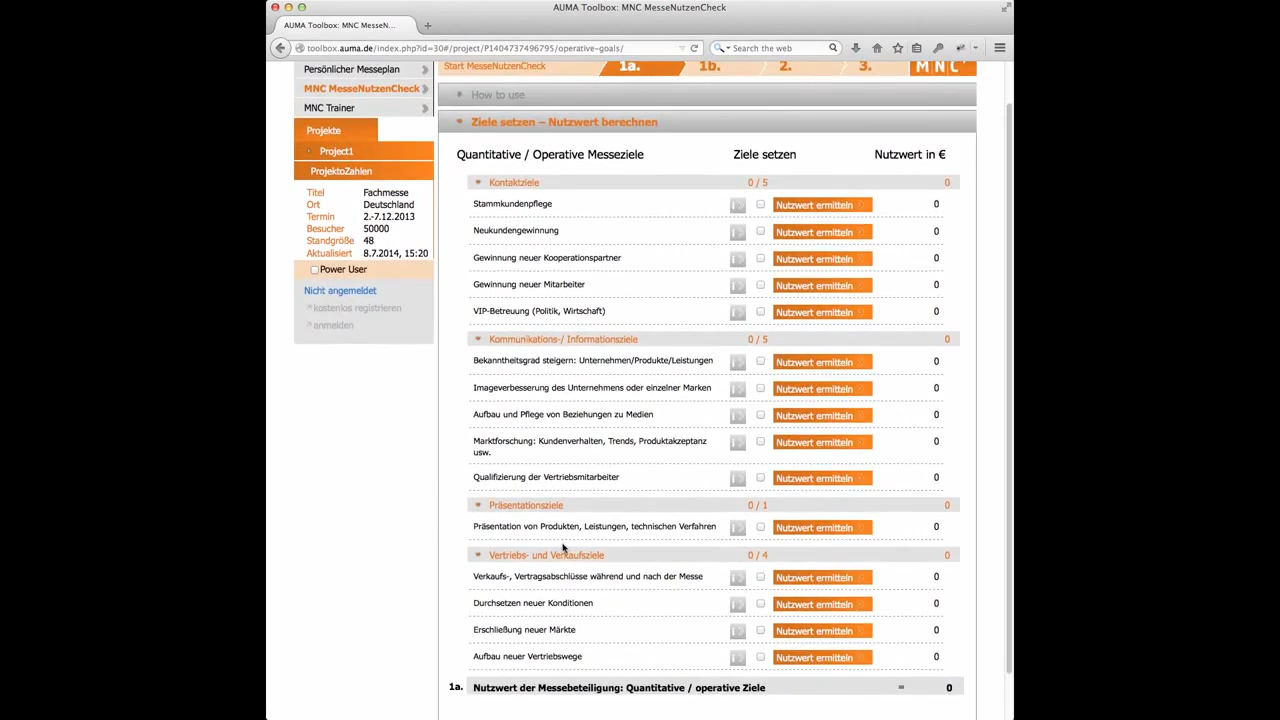 AUMA Toolbox: MNC MesseNutzenCheck
AUMA Toolbox: MNC MesseN...
toolbox.auma.de/index.php?id=30#/project/P1404737496795/operative-goals/
Search the web
Persönlicher Messeplan
MNC MesseNutzenCheck
MNC Trainer
Projekte
Project1
ProjektoZahlen
Titel Fachmesse
Ort Deutschland
Termin 2.-7.12.2013
Besucher 50000
Standgröße 48
Aktualisiert 8.7.2014, 15:20
Power User
Nicht angemeldet
kostenlos registrieren
anmelden
Start MesseNutzenCheck 1a. 1b. 2. 3. MNC
How to use
Ziele setzen – Nutzwert berechnen
Quantitative / Operative Messeziele Ziele setzen Nutzwert in €
Kontaktziele 0 / 5 0
Stammkundenpflege Nutzwert ermitteln 0
Neukundengewinnung Nutzwert ermitteln 0
Gewinnung neuer Kooperationspartner Nutzwert ermitteln 0
Gewinnung neuer Mitarbeiter Nutzwert ermitteln 0
VIP-Betreuung (Politik, Wirtschaft) Nutzwert ermitteln 0
Kommunikations-/ Informationsziele 0 / 5 0
Bekanntheitsgrad steigern: Unternehmen/Produkte/Leistungen Nutzwert ermitteln 0
Imageverbesserung des Unternehmens oder einzelner Marken Nutzwert ermitteln 0
Aufbau und Pflege von Beziehungen zu Medien Nutzwert ermitteln 0
Marktforschung: Kundenverhalten, Trends, Produktakzeptanz Nutzwert ermitteln 0
usw.
Qualifizierung der Vertriebsmitarbeiter Nutzwert ermitteln 0
Präsentationsziele 0 / 1 0
Präsentation von Produkten, Leistungen, technischen Verfahren Nutzwert ermitteln 0
Vertriebs- und Verkaufsziele 0 / 4 0
Verkaufs-, Vertragsabschlüsse während und nach der Messe Nutzwert ermitteln 0
Durchsetzen neuer Konditionen Nutzwert ermitteln 0
Erschließung neuer Märkte Nutzwert ermitteln 0
Aufbau neuer Vertriebswege Nutzwert ermitteln 0
1a. Nutzwert der Messebeteiligung: Quantitative / operative Ziele = 0